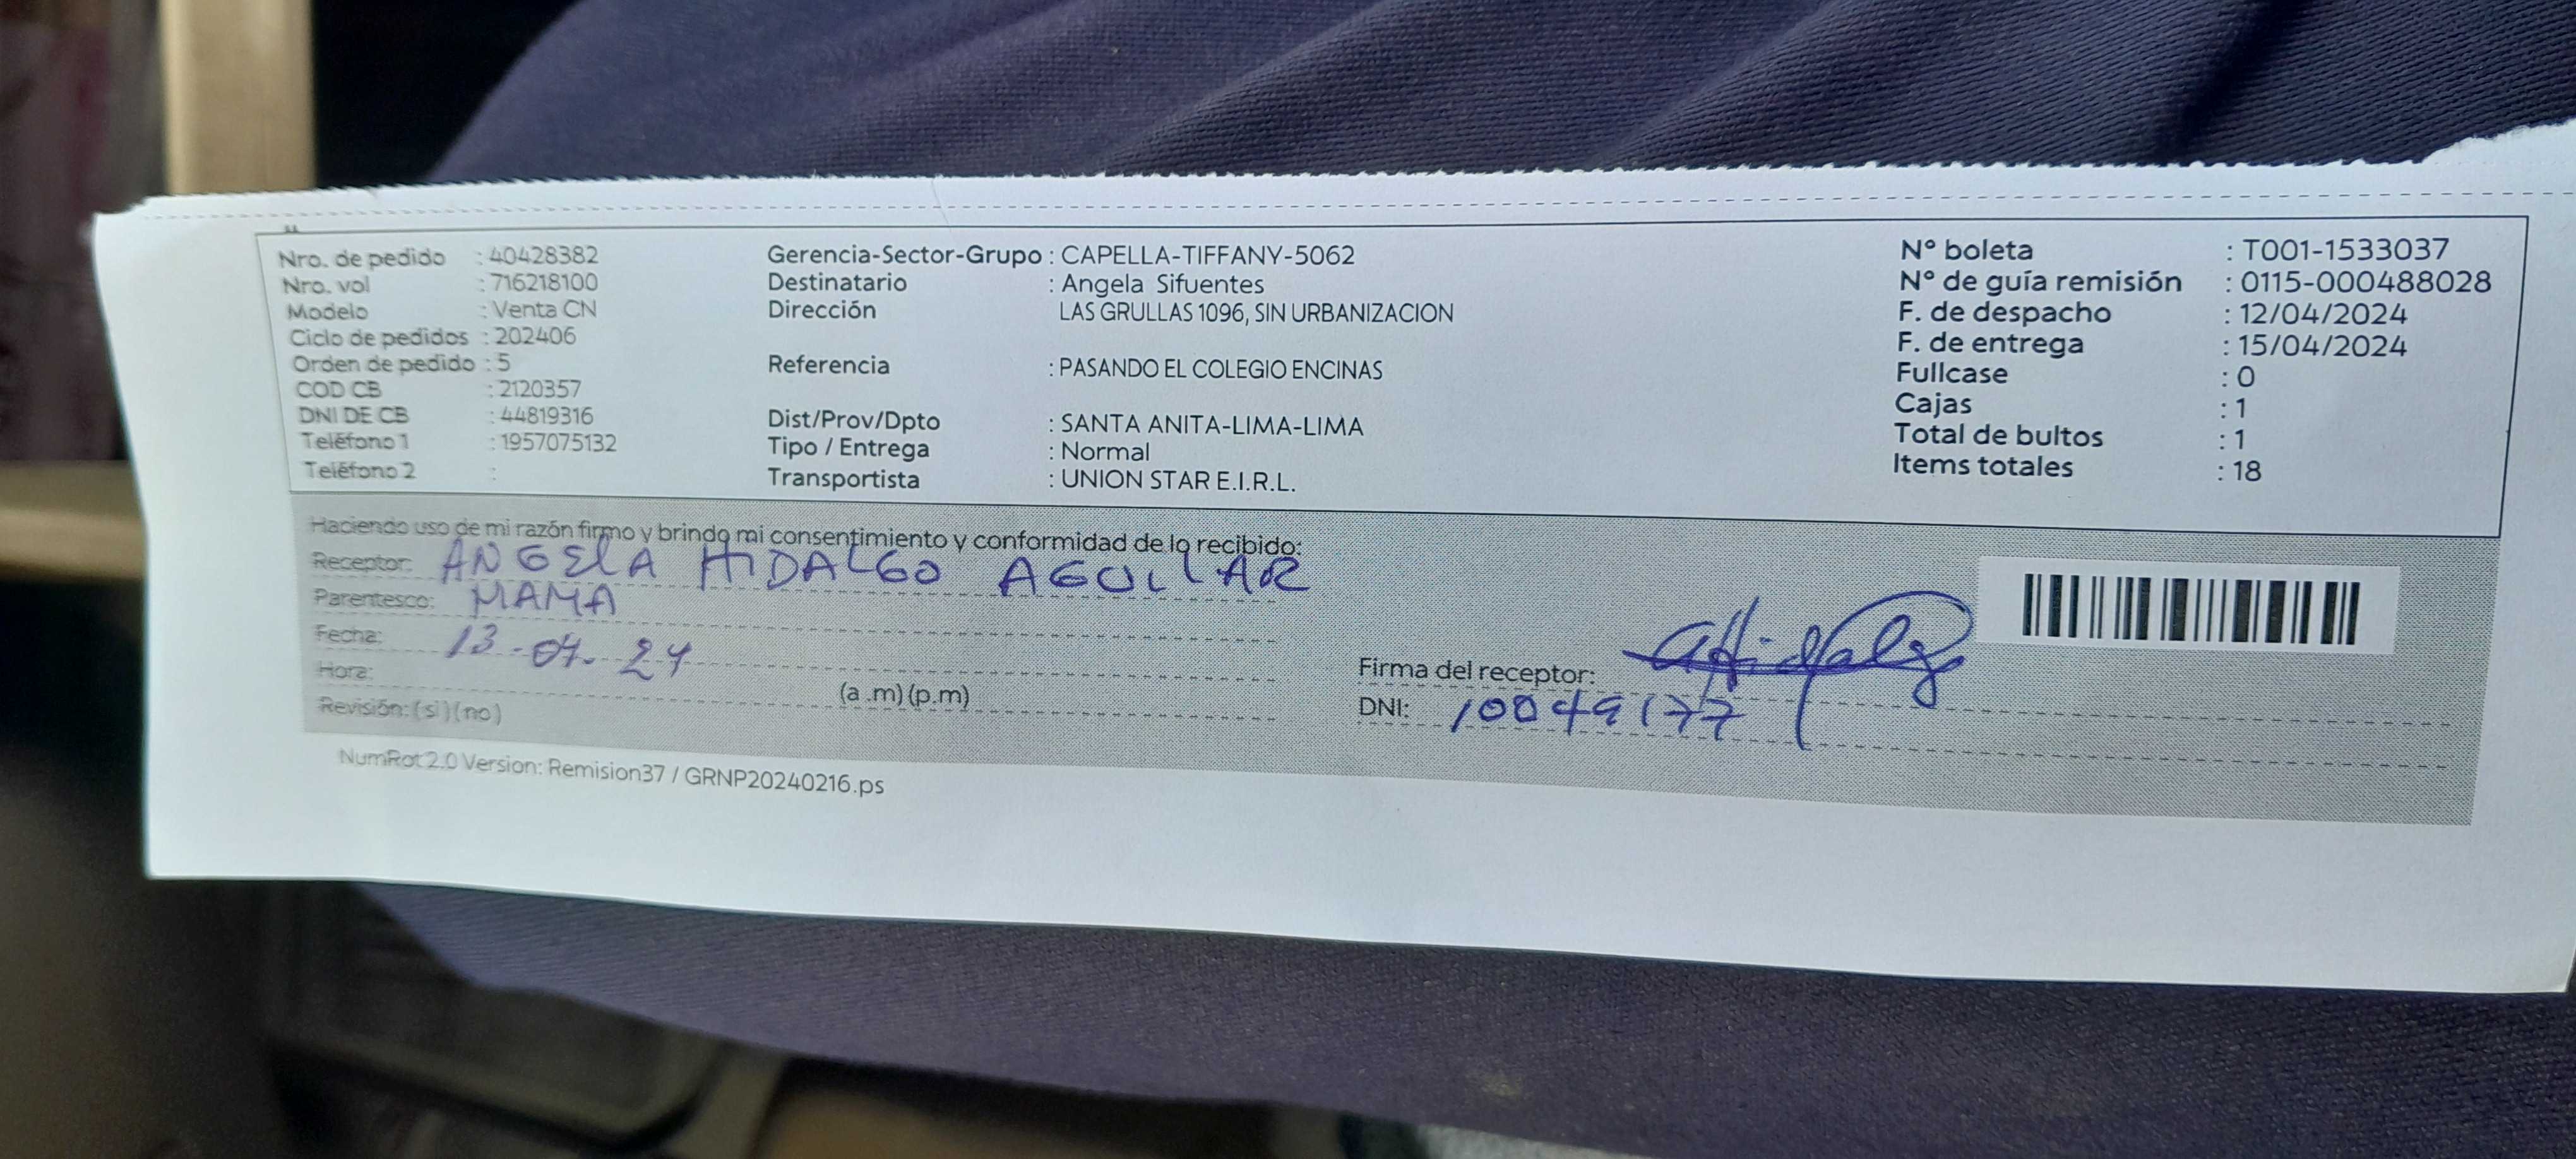 Nro. de pedido : 40428382
Nro. vol : 716218100
Modelo : Venta CN
Ciclo de pedidos : 202406
Orden de pedido : 5
COD CB : 2120357
DNI DE CB : 44819316
Teléfono 1 : 1957075132
Teléfono 2 :
Gerencia-Sector-Grupo : CAPELLA-TIFFANY-5062
Destinatario : Angela Sifuentes
Dirección LAS GRULLAS 1096, SIN URBANIZACION
Referencia : PASANDO EL COLEGIO ENCINAS
Dist/Prov/Dpto : SANTA ANITA-LIMA-LIMA
Tipo / Entrega : Normal
Transportista : UNION STAR E.I.R.L.
N° boleta : T001-1533037
N° de guía remisión : 0115-000488028
F. de despacho : 12/04/2024
F. de entrega : 15/04/2024
Fullcase : 0
Cajas : 1
Total de bultos : 1
Items totales : 18
Haciendo uso de mi razón firmo y brindo mi consentimiento y conformidad de lo recibido:
Receptor: ANGElA HIDALGO AGUILAR
Parentesco: MAMA
Fecha: 13-04-24
Hora: (a.m)(p.m)
Revisión: (si)(no)
Firma del receptor: AHidalgo
DNI: 10049177
NumRot 2.0 Version: Remision37 / GRNP20240216.ps